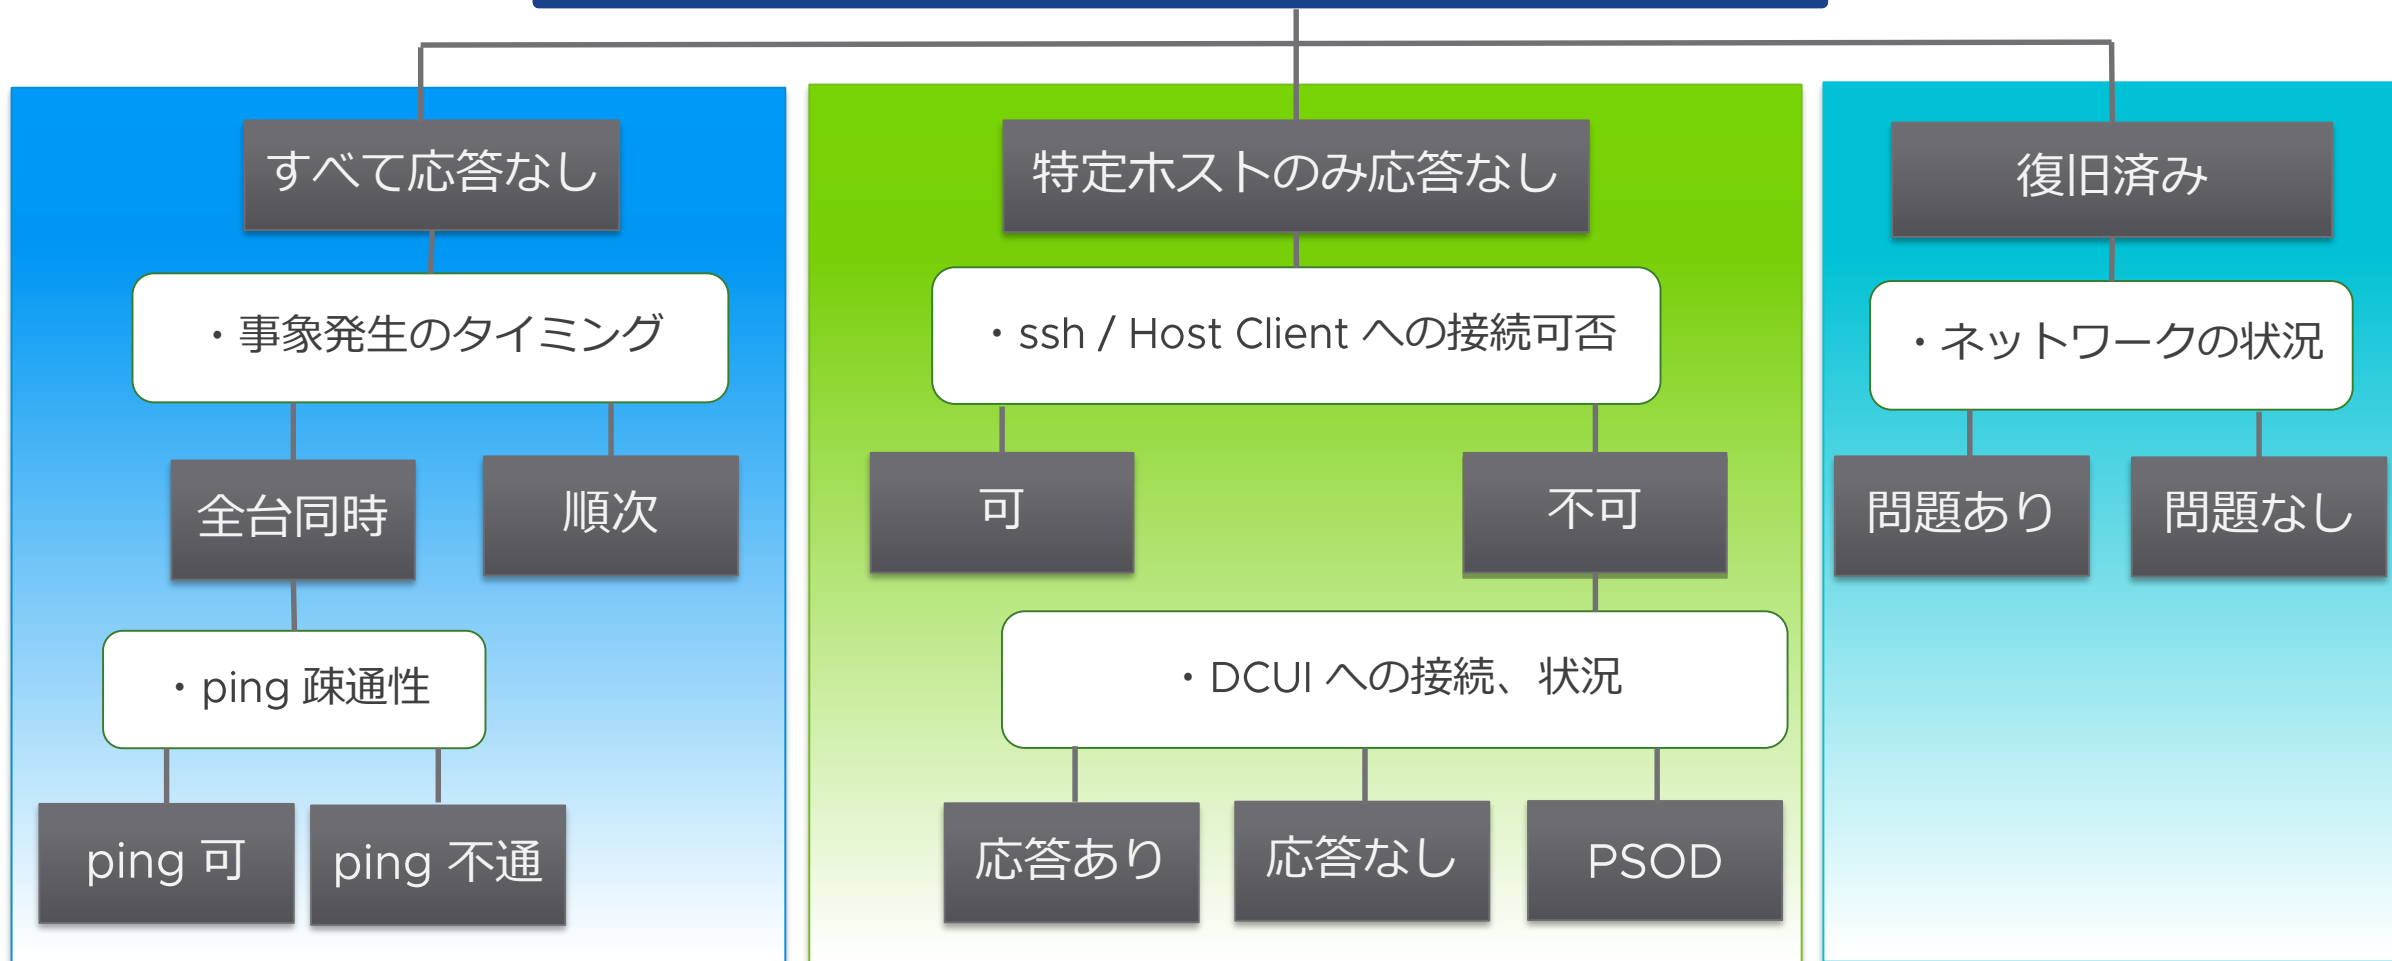 すべて応答なし
・事象発生のタイミング
全台同時
順次
・ping 疎通性
ping 可
ping 不通
特定ホストのみ応答なし
・ssh / Host Client への接続可否
可
不可
・DCUI への接続、状況
応答あり
応答なし
PSOD
復旧済み
・ネットワークの状況
問題あり
問題なし